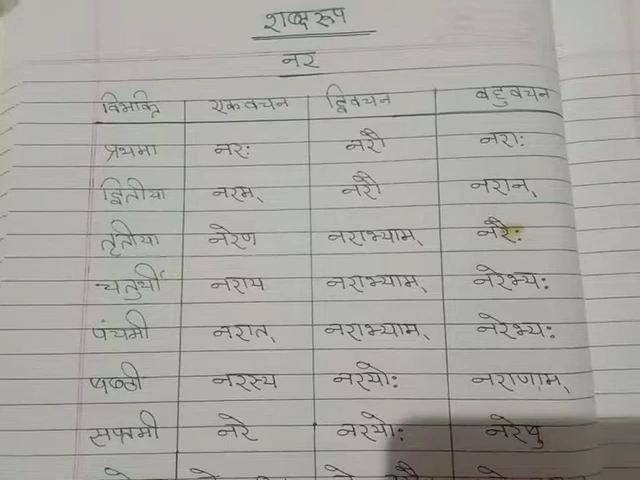 शब्द रूप
नर
विभक्ति एकवचन द्विवचन बहुवचन
प्रथमा नरः नरौ नराः
द्वितीया नरम् नरौ नरान्
तृतीया नरेण नराभ्याम् नरैः
चतुर्थी नराय नराभ्याम् नरेभ्यः
पंचमी नरात् नराभ्याम् नरेभ्यः
षष्ठी नरस्य नरयोः नराणाम्
सप्तमी नरे नरयोः नरेषु